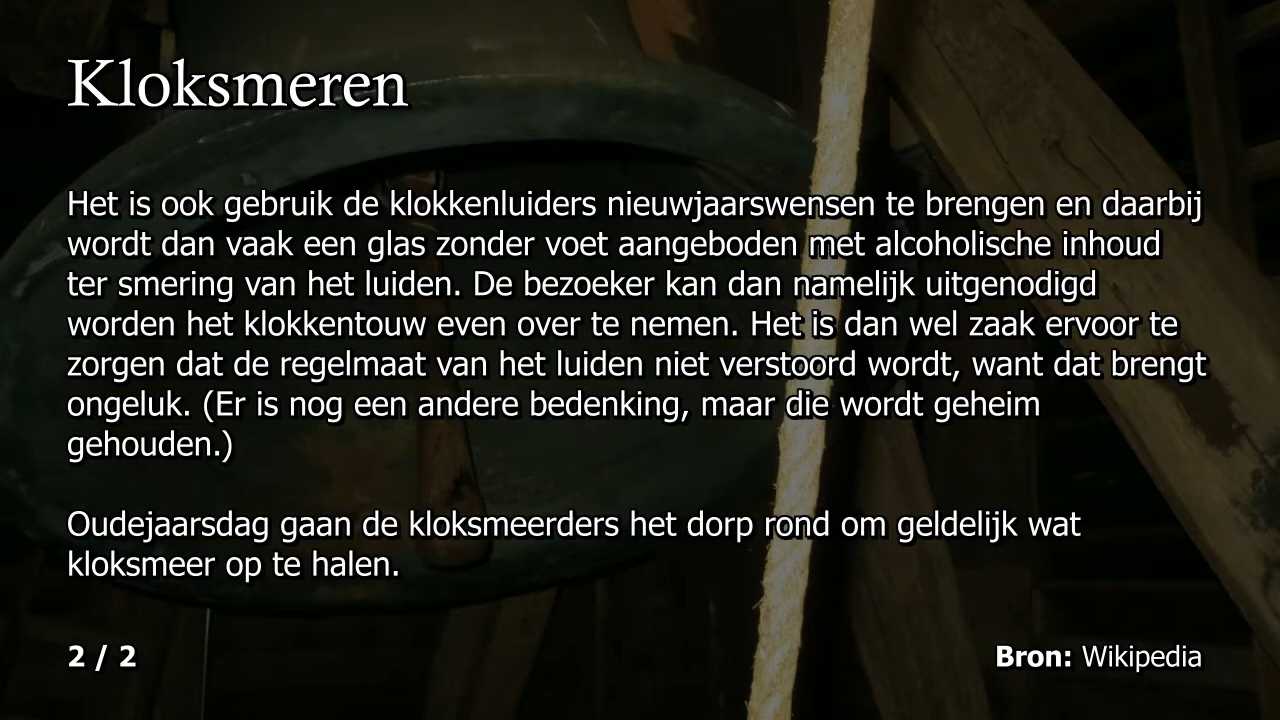 Kloksmeren
Het is ook gebruik de klokkenluiders nieuwjaarswensen te brengen en daarbij
wordt dan vaak een glas zonder voet aangeboden met alcoholische inhoud
ter smering van het luiden. De bezoeker kan dan namelijk uitgenodigd
worden het klokkentouw even over te nemen. Het is dan wel zaak ervoor te
zorgen dat de regelmaat van het luiden niet verstoord wordt, want dat brengt
ongeluk. (Er is nog een andere bedenking, maar die wordt geheim
gehouden.)
Oudejaarsdag gaan de kloksmeerders het dorp rond om geldelijk wat
kloksmeer op te halen.
2 / 2
Bron: Wikipedia